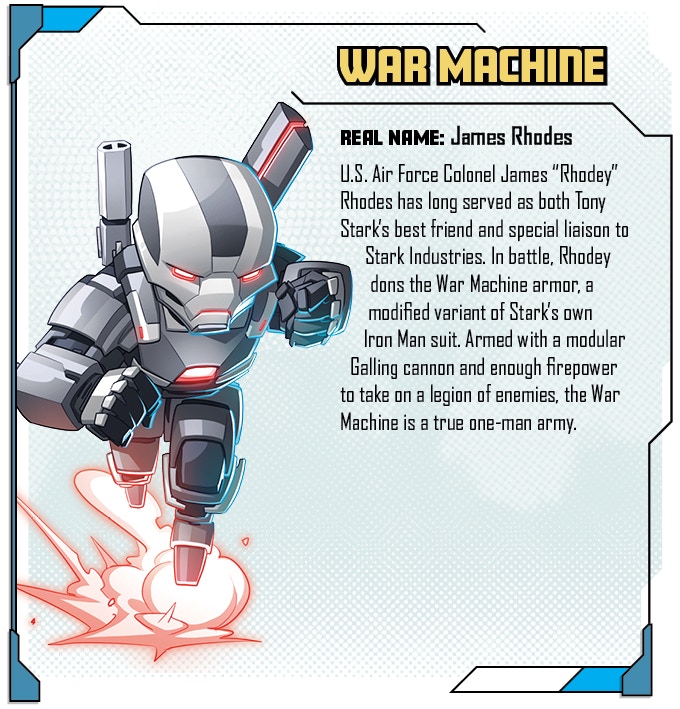 WAR MACHINE
REAL NAME: James Rhodes
U.S. Air Force Colonel James “Rhodey”
Rhodes has long served as both Tony
Stark’s best friend and special liaison to
Stark Industries. In battle, Rhodey
dons the War Machine armor, a
modified variant of Stark’s own
Iron Man suit. Armed with a modular
Galling cannon and enough firepower
to take on a legion of enemies, the War
Machine is a true one-man army.